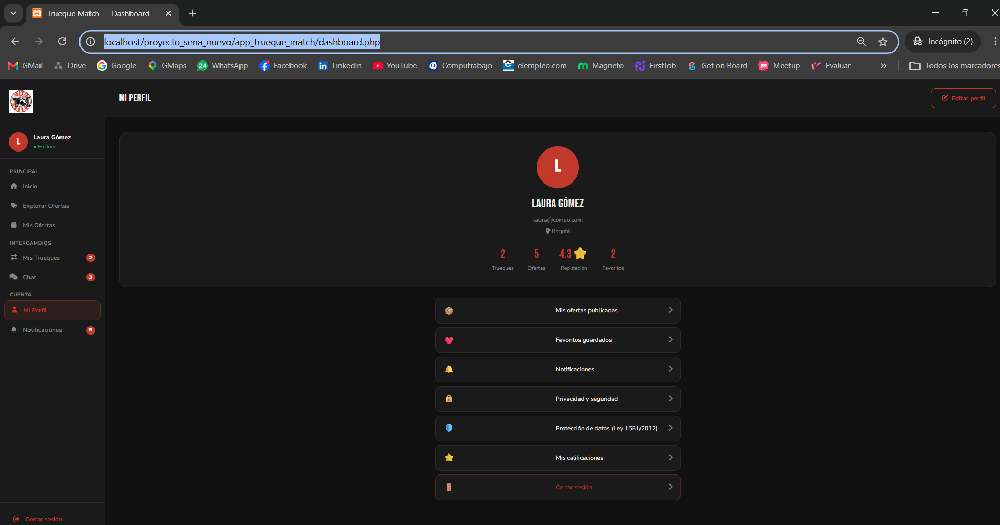 Trueque Match — Dashboard
localhost/proyecto_sena_nuevo/app_trueque_match/dashboard.php
Incógnito (2)
GMail
Drive
Google
GMaps
24
WhatsApp
Facebook
LinkedIn
YouTube
Computrabajo
elempleo.com
Magneto
FirstJob
Get on Board
Meetup
Evaluar
Todos los marcadores
TM
MI PERFIL
Editar perfil
L
Laura Gómez
En línea
PRINCIPAL
Inicio
Explorar Ofertas
Mis Ofertas
INTERCAMBIOS
Mis Trueques 2
Chat 3
CUENTA
Mi Perfil
Notificaciones 5
Cerrar sesión
L
LAURA GÓMEZ
laura@correo.com
Bogotá
2 5 4.3 ⭐ 2
Trueques Ofertas Reputación Favoritos
Mis ofertas publicadas
Favoritos guardados
Notificaciones
Privacidad y seguridad
Protección de datos (Ley 1581/2012)
Mis calificaciones
Cerrar sesión